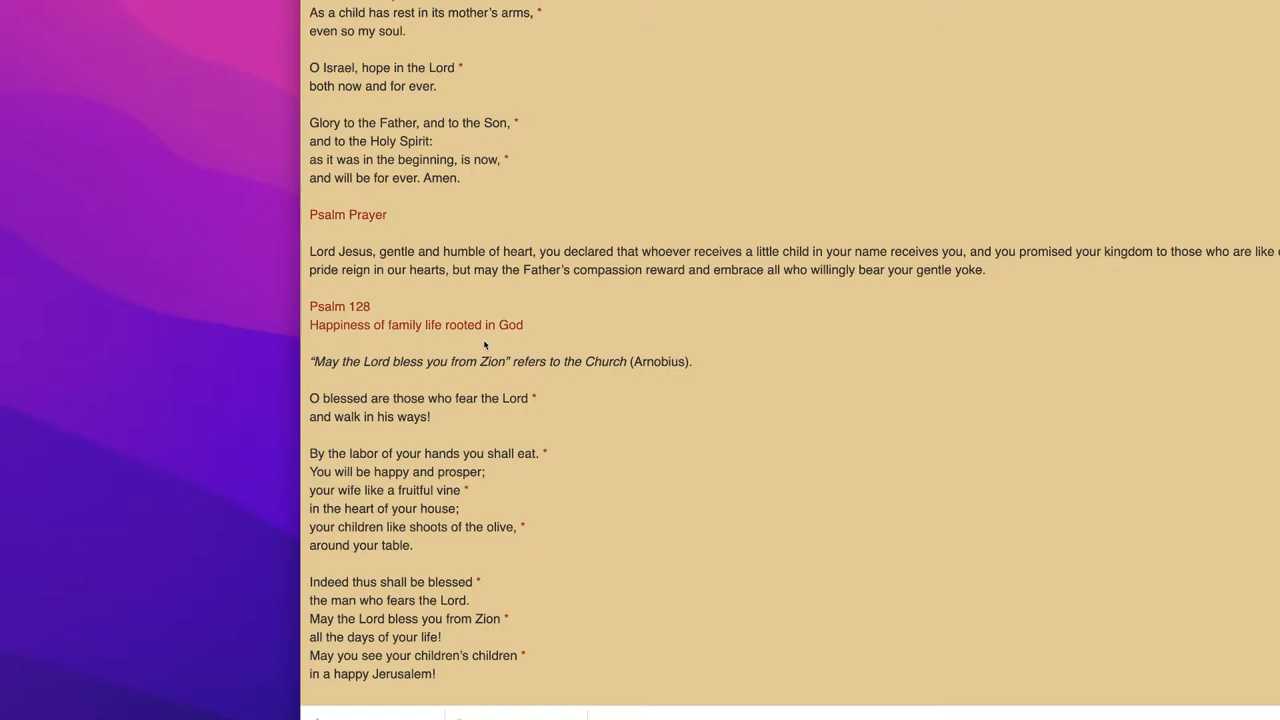 As a child has rest in its mother’s arms, *
even so my soul.
O Israel, hope in the Lord *
both now and for ever.
Glory to the Father, and to the Son, *
and to the Holy Spirit:
as it was in the beginning, is now, *
and will be for ever. Amen.
Psalm Prayer
Lord Jesus, gentle and humble of heart, you declared that whoever receives a little child in your name receives you, and you promised your kingdom to those who are like
pride reign in our hearts, but may the Father’s compassion reward and embrace all who willingly bear your gentle yoke.
Psalm 128
Happiness of family life rooted in God
“May the Lord bless you from Zion” refers to the Church (Arnobius).
O blessed are those who fear the Lord *
and walk in his ways!
By the labor of your hands you shall eat. *
You will be happy and prosper;
your wife like a fruitful vine *
in the heart of your house;
your children like shoots of the olive, *
around your table.
Indeed thus shall be blessed *
the man who fears the Lord.
May the Lord bless you from Zion *
all the days of your life!
May you see your children’s children *
in a happy Jerusalem!